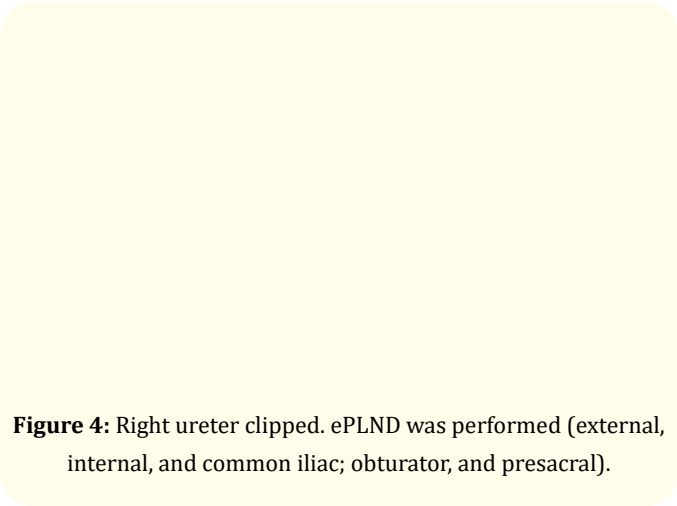 Figure 4: Right ureter clipped. ePLND was performed (external,
internal, and common iliac; obturator, and presacral).